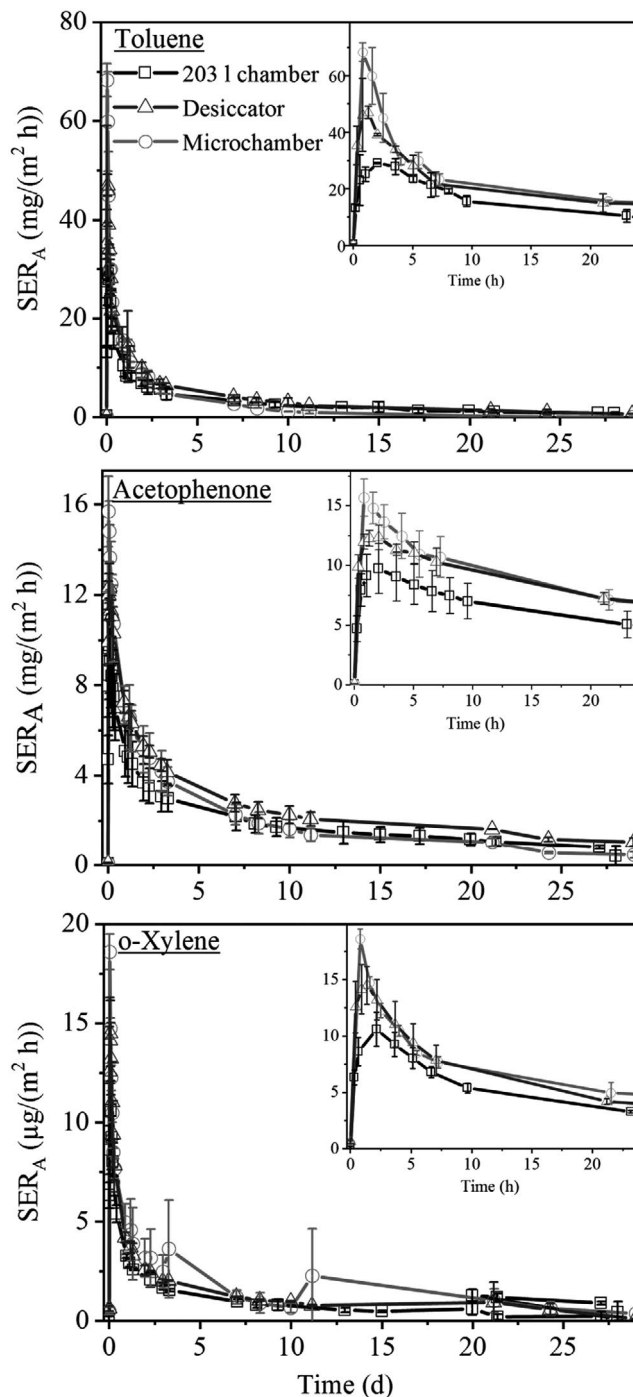 Toluene
203 l chamber
Desiccator
Microchamber
SER_A (mg/(m² h))
80
60
40
20
0
0 5 10 15 20 25
60
40
20
0
0 5 10 15 20
Time (h)
Acetophenone
SER_A (mg/(m² h))
16
12
8
4
0
0 5 10 15 20 25
15
10
5
0
0 5 10 15 20
Time (h)
o-Xylene
SER_A (µg/(m² h))
20
15
10
5
0
0 5 10 15 20 25
15
10
5
0
0 5 10 15 20
Time (h)
Time (d)